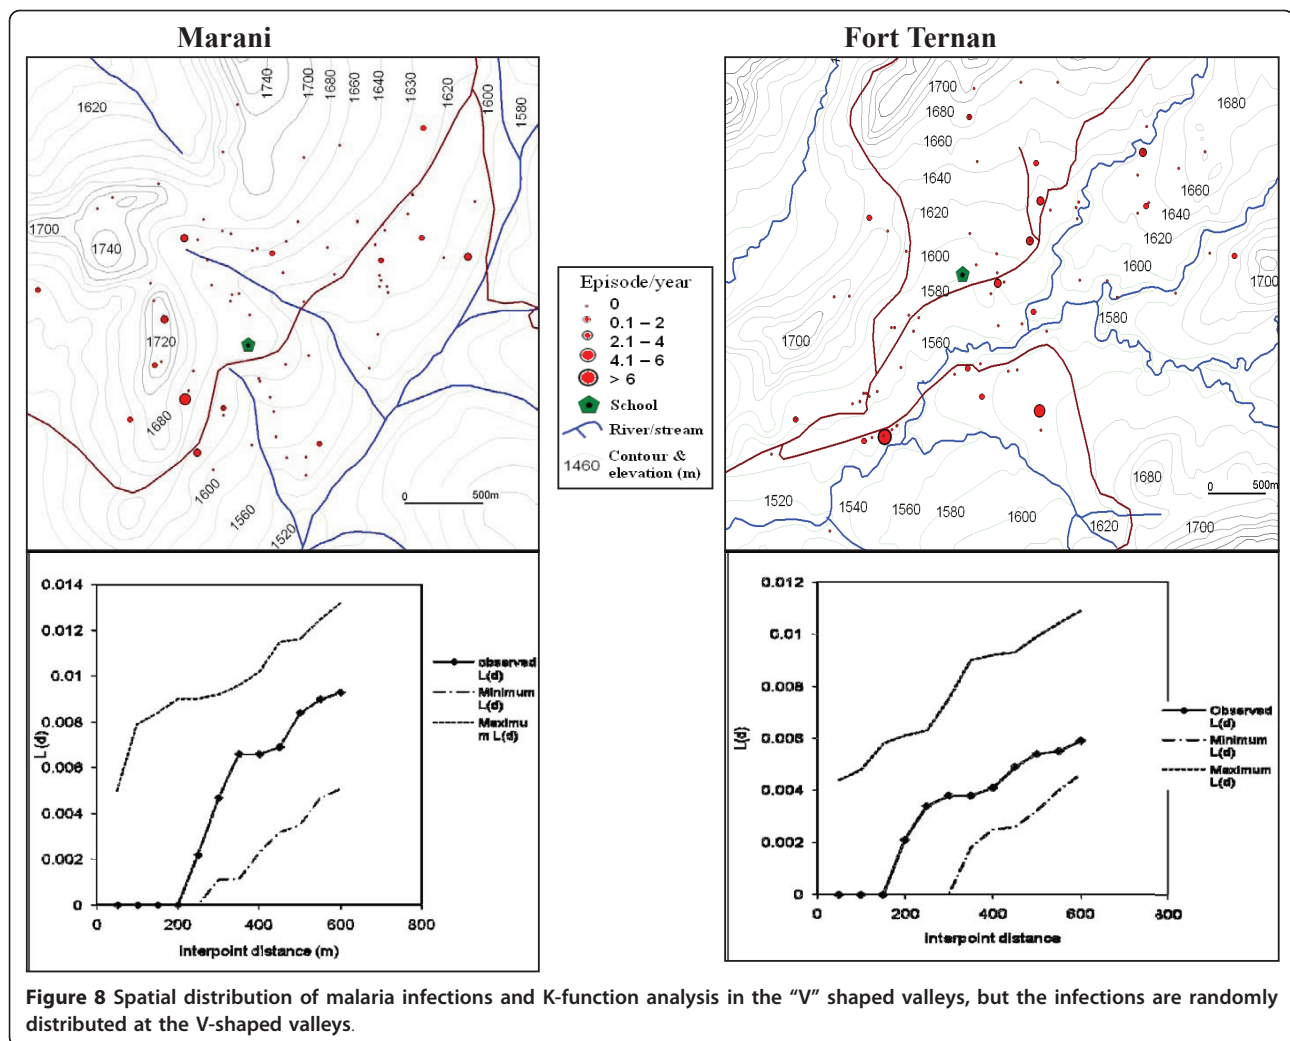 Marani
Fort Ternan
1620
1740
1700
1680
1660
1640
1630
1620
1600
1580
1700
1740
1720
1680
1600
1560
1520
0 500m
Episode/year
0
0.1 – 2
2.1 – 4
4.1 – 6
> 6
School
River/stream
1460 Contour &
elevation (m)
1700
1680
1660
1640
1620
1600
1580
1560
1700
1680
1660
1640
1620
1600
1580
1700
1520
1540
1560
1580
1600
1620
1680
1700
0 500m
0.014
0.012
0.01
0.008
0.006
0.004
0.002
0
L(d)
0 200 400 600 800
Interpoint distance (m)
observed
L(d)
Minimum
L(d)
Maximu
m L(d)
0.012
0.01
0.008
0.006
0.004
0.002
0
L(d)
0 200 400 600 800
Interpoint distance
Observed
L(d)
Minimum
L(d)
Maximum
L(d)
Figure 8 Spatial distribution of malaria infections and K-function analysis in the “V” shaped valleys, but the infections are randomly
distributed at the V-shaped valleys.